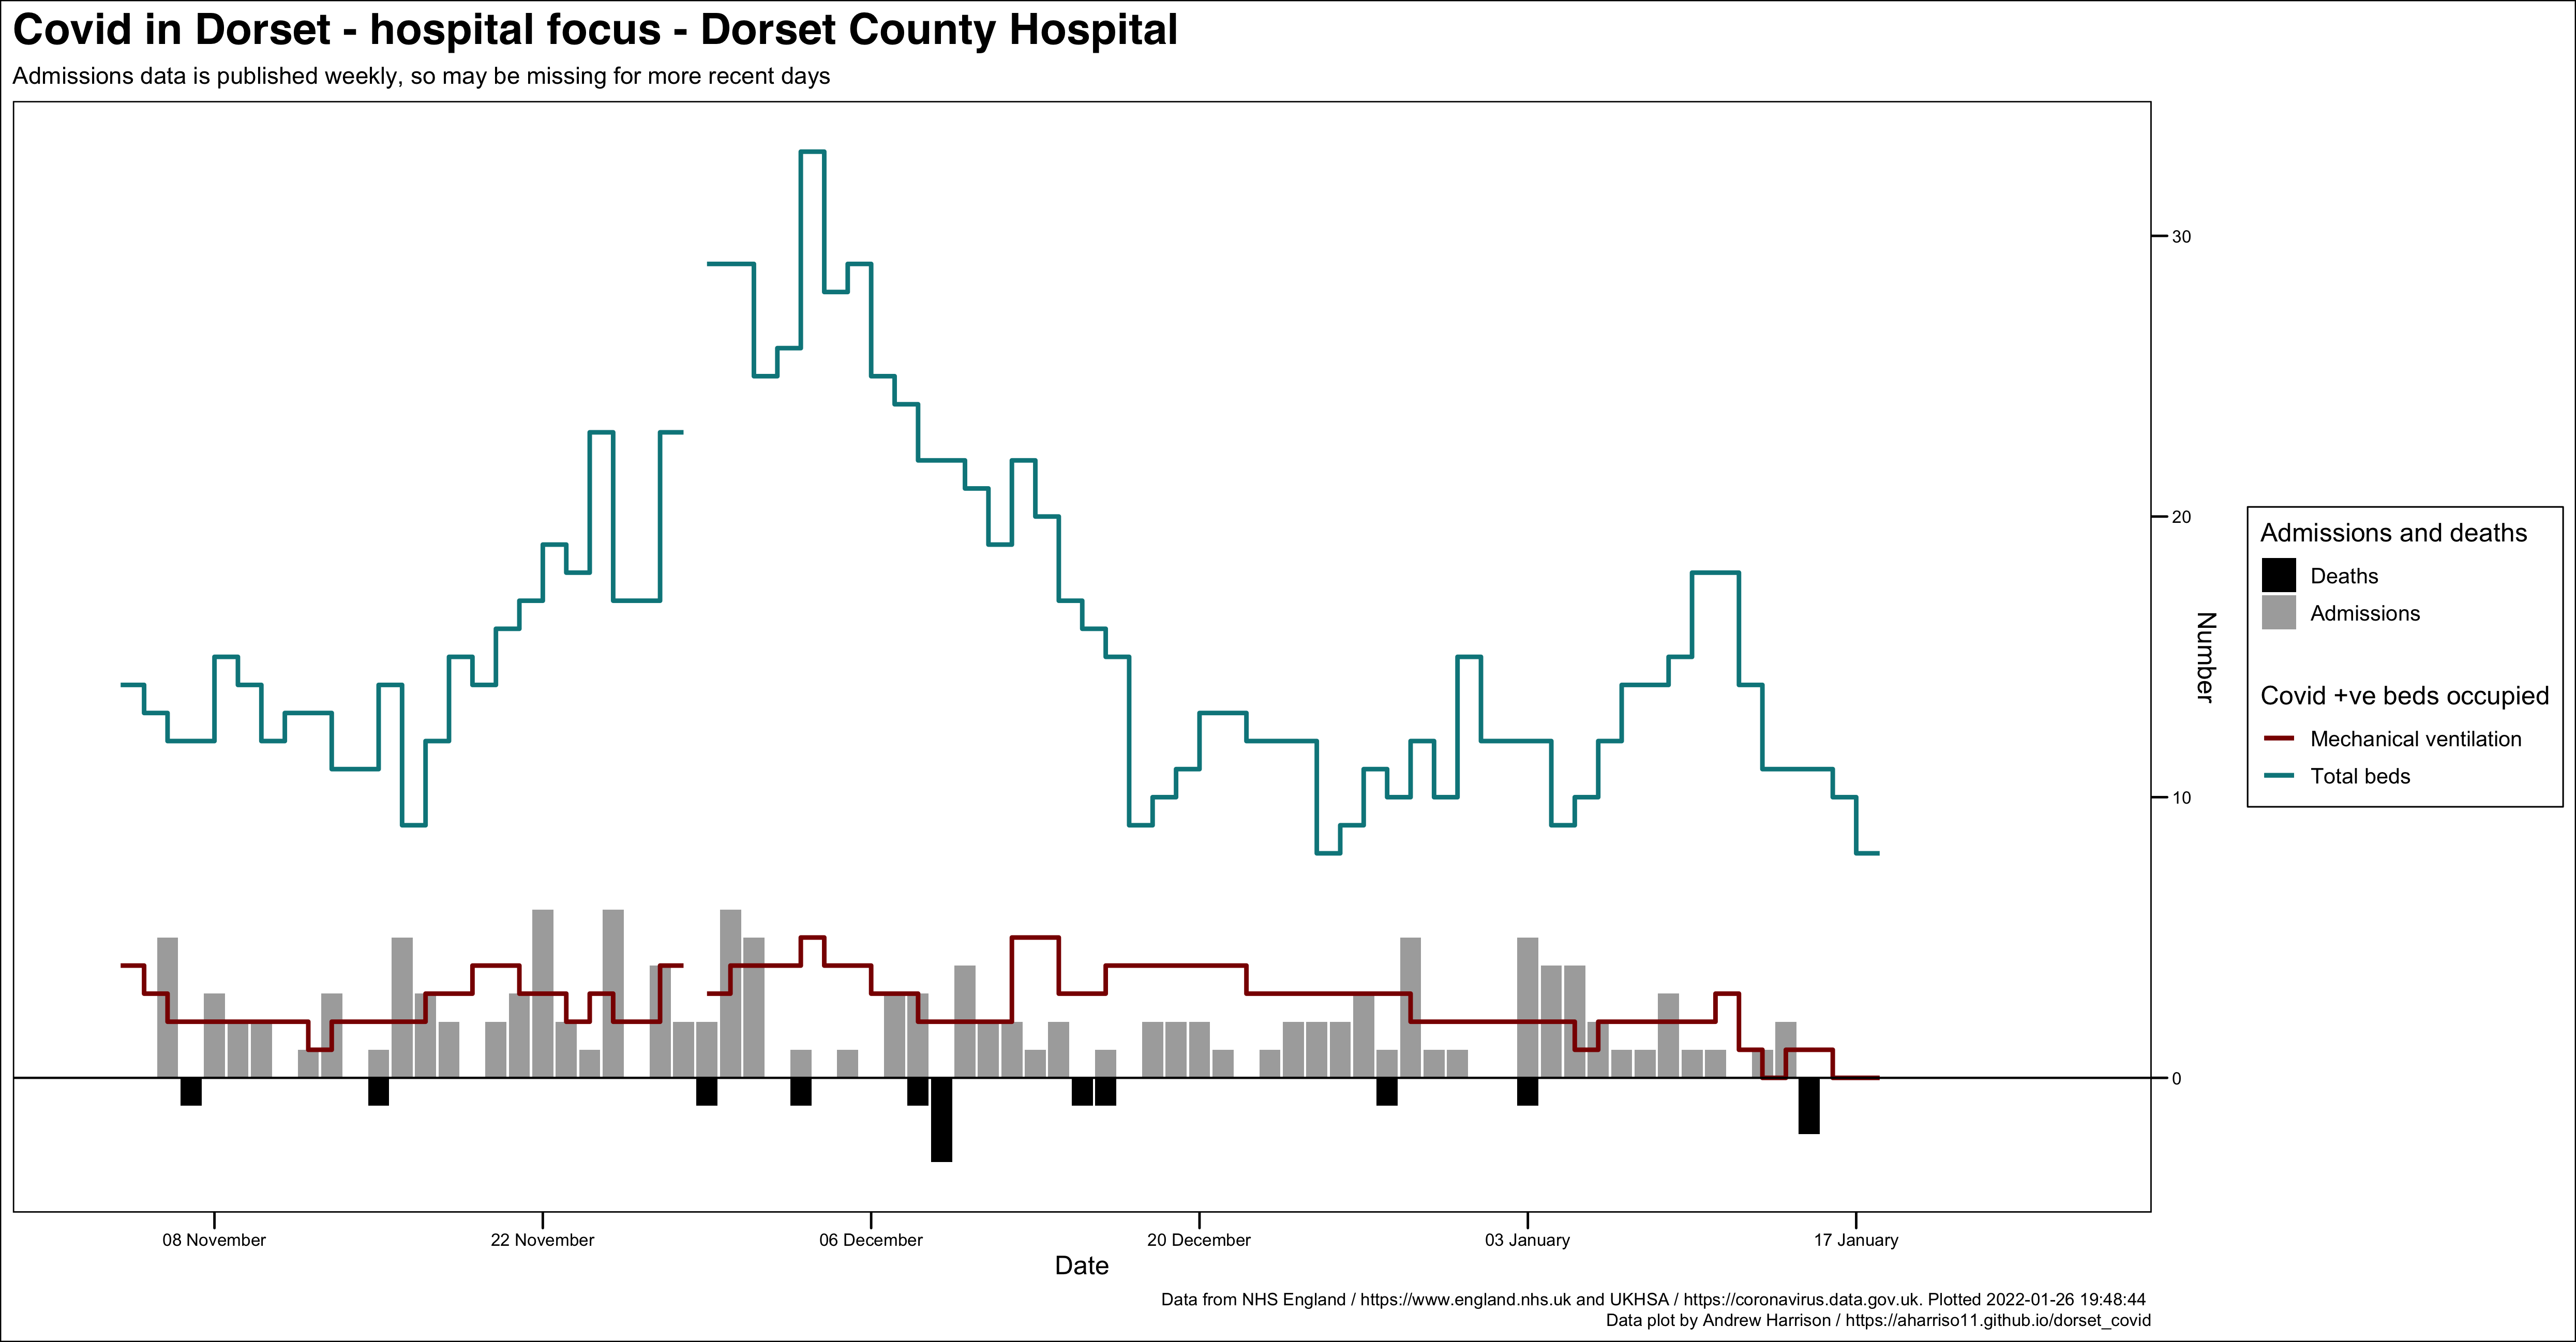 Covid in Dorset - hospital focus - Dorset County Hospital
Admissions data is published weekly, so may be missing for more recent days
30
20
10
0
Number
Admissions and deaths
Deaths
Admissions
Covid +ve beds occupied
Mechanical ventilation
Total beds
08 November
22 November
06 December
20 December
03 January
17 January
Date
Data from NHS England / https://www.england.nhs.uk and UKHSA / https://coronavirus.data.gov.uk. Plotted 2022-01-26 19:48:44
Data plot by Andrew Harrison / https://aharriso11.github.io/dorset_covid